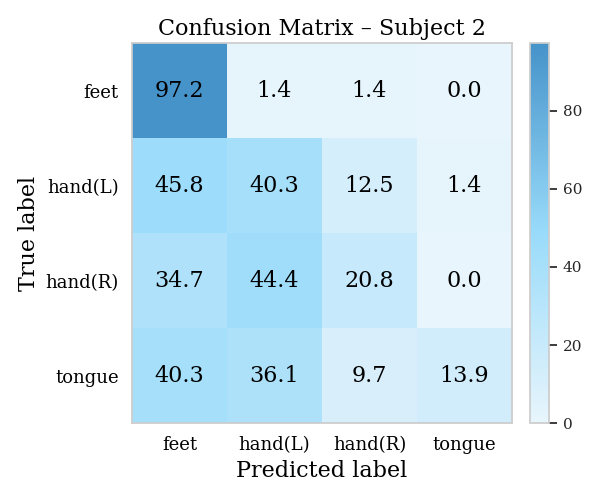 Confusion Matrix – Subject 2
feet 97.2 1.4 1.4 0.0
hand(L) 45.8 40.3 12.5 1.4
hand(R) 34.7 44.4 20.8 0.0
tongue 40.3 36.1 9.7 13.9
feet hand(L) hand(R) tongue
Predicted label
True label
80
60
40
20
0